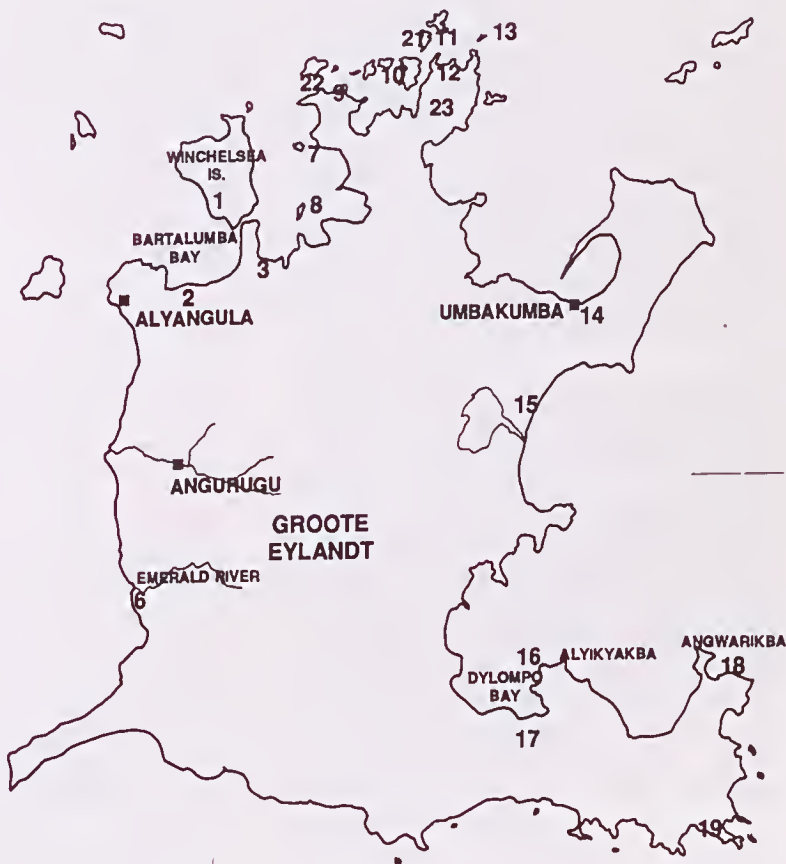 21
11
13
10
12
22
9
23
WINCHELSEA
IS.
7
1
8
BARTALUMBA
BAY
3
2
ALYANGULA
UMBAKUMBA
14
15
ANGURUGU
GROOTE
EYLANDT
EMERALD RIVER
6
16
ALYIKYAKBA
ANGWARIKBA
18
DYLOMPO
BAY
17
19